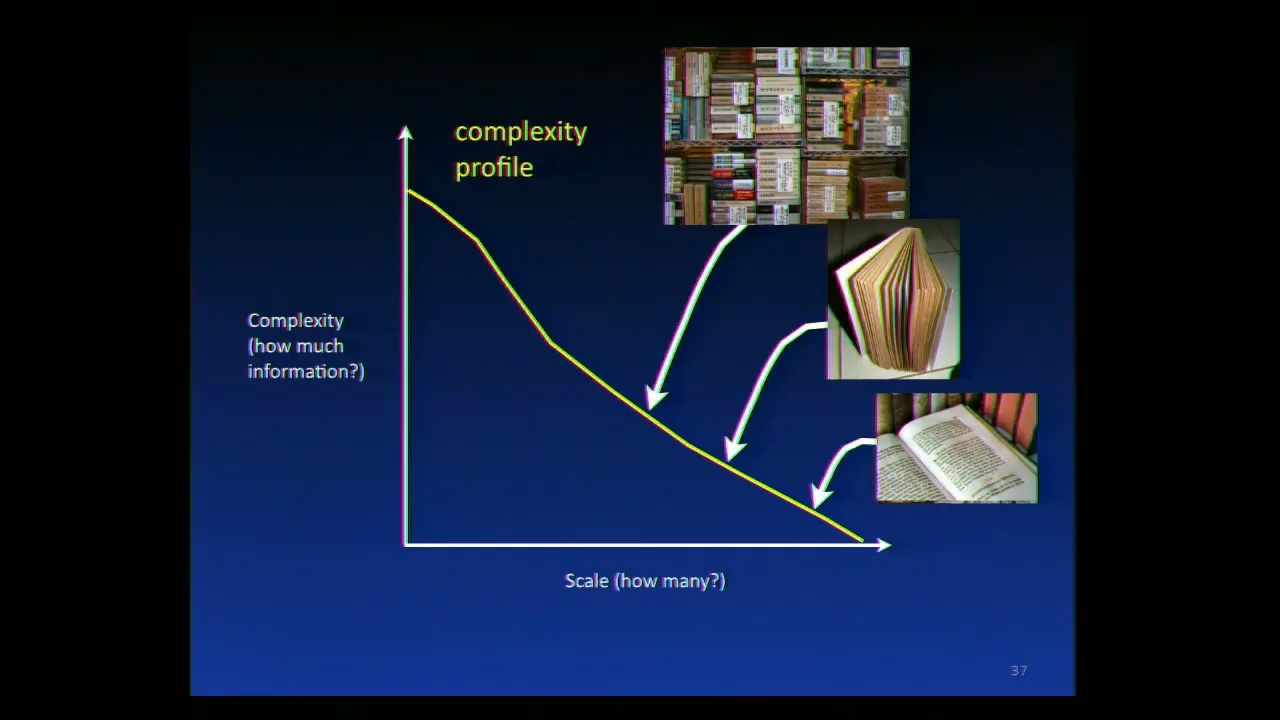 complexity
profile
Complexity
(how much
information?)
Scale (how many?)
37